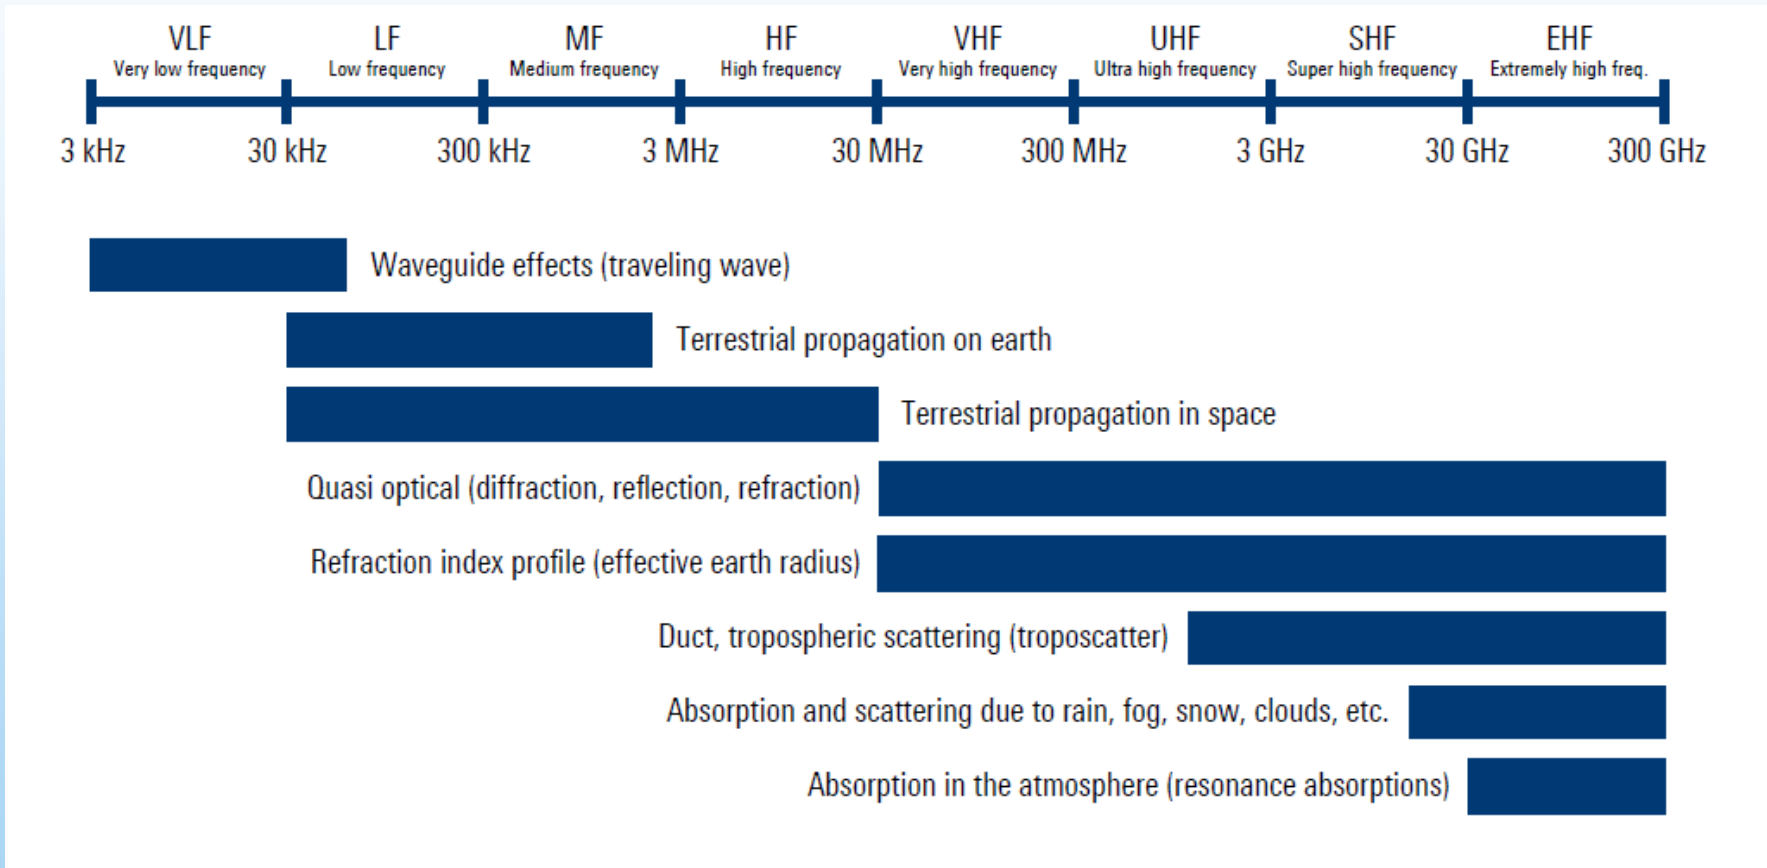 VLF LF MF HF VHF UHF SHF EHF
Very low frequency Low frequency Medium frequency High frequency Very high frequency Ultra high frequency Super high frequency Extremely high freq.
3 kHz 30 kHz 300 kHz 3 MHz 30 MHz 300 MHz 3 GHz 30 GHz 300 GHz
Waveguide effects (traveling wave)
Terrestrial propagation on earth
Terrestrial propagation in space
Quasi optical (diffraction, reflection, refraction)
Refraction index profile (effective earth radius)
Duct, tropospheric scattering (troposcatter)
Absorption and scattering due to rain, fog, snow, clouds, etc.
Absorption in the atmosphere (resonance absorptions)